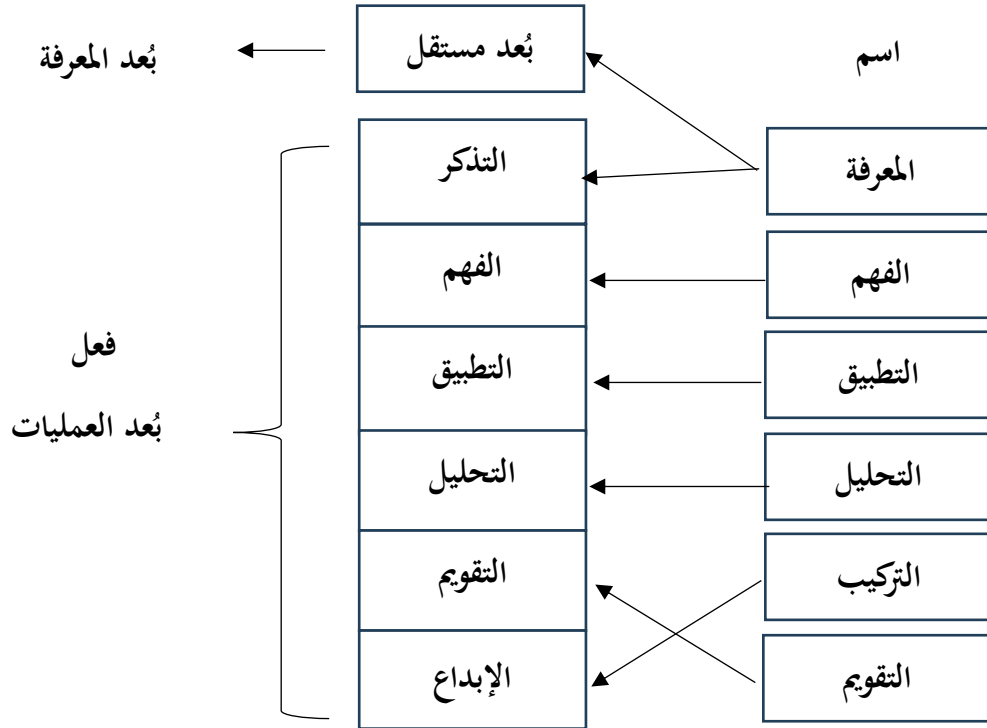 اسم
بُعد مستقل
بُعد المعرفة
المعرفة
التذكر
الفهم
الفهم
التطبيق
التطبيق
فعل
بُعد العمليات
التحليل
التحليل
التركيب
التقويم
التقويم
الإبداع